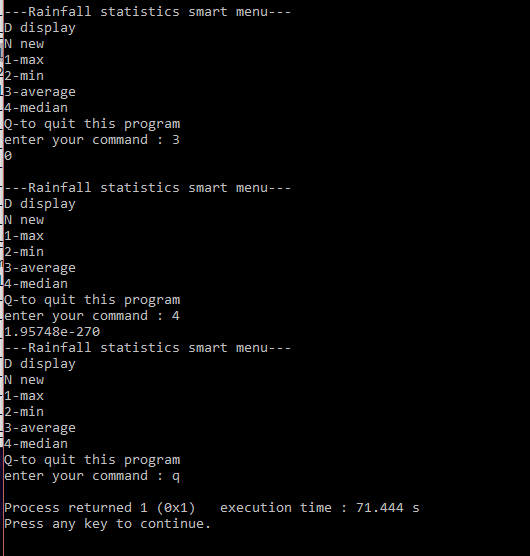 ---Rainfall statistics smart menu---
D display
N new
1-max
2-min
3-average
4-median
Q-to quit this program
enter your command : 3
0
---Rainfall statistics smart menu---
D display
N new
1-max
2-min
3-average
4-median
Q-to quit this program
enter your command : 4
1.95748e-270
---Rainfall statistics smart menu---
D display
N new
1-max
2-min
3-average
4-median
Q-to quit this program
enter your command : q
Process returned 1 (0x1)   execution time : 71.444 s
Press any key to continue.